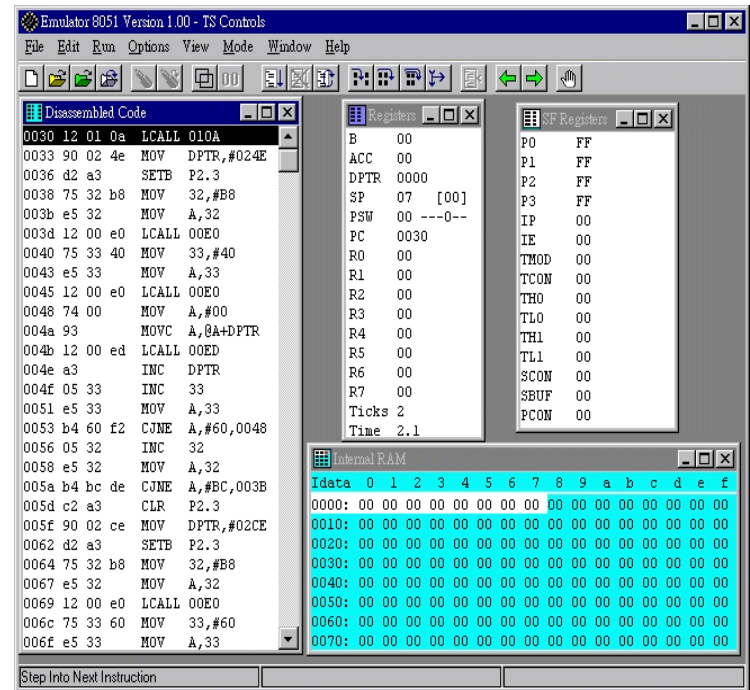 Emulator 8051 Version 1.00 - TS Controls
File Edit Run Options View Mode Window Help
Disassembled Code
0030 12 01 0a LCALL 010A
0033 90 02 4e MOV DPTR,#024E
0036 d2 a3 SETB P2.3
0038 75 32 b8 MOV 32,#B8
003b e5 32 MOV A,32
003d 12 00 e0 LCALL 00E0
0040 75 33 40 MOV 33,#40
0043 e5 33 MOV A,33
0045 12 00 e0 LCALL 00E0
0048 74 00 MOV A,#00
004a 93 MOVC A,@A+DPTR
004b 12 00 ed LCALL 00ED
004e a3 INC DPTR
004f 05 33 INC 33
0051 e5 33 MOV A,33
0053 b4 60 f2 CJNE A,#60,0048
0056 05 32 INC 32
0058 e5 32 MOV A,32
005a b4 bc de CJNE A,#BC,003B
005d c2 a3 CLR P2.3
005f 90 02 ce MOV DPTR,#02CE
0062 d2 a3 SETB P2.3
0064 75 32 b8 MOV 32,#B8
0067 e5 32 MOV A,32
0069 12 00 e0 LCALL 00E0
006c 75 33 60 MOV 33,#60
006f e5 33 MOV A,33
Registers
B 00
ACC 00
DPTR 0000
SP 07 [00]
PSW 00 ---0--
PC 0030
R0 00
R1 00
R2 00
R3 00
R4 00
R5 00
R6 00
R7 00
Ticks 2
Time 2.1
SF Registers
P0 FF
P1 FF
P2 FF
P3 FF
IP 00
IE 00
TMOD 00
TCON 00
TH0 00
TL0 00
TH1 00
TL1 00
SCON 00
SBUF 00
PCON 00
Internal RAM
Idata 0 1 2 3 4 5 6 7 8 9 a b c d e f
0000: 00 00 00 00 00 00 00 00 00 00 00 00 00 00 00 00
0010: 00 00 00 00 00 00 00 00 00 00 00 00 00 00 00 00
0020: 00 00 00 00 00 00 00 00 00 00 00 00 00 00 00 00
0030: 00 00 00 00 00 00 00 00 00 00 00 00 00 00 00 00
0040: 00 00 00 00 00 00 00 00 00 00 00 00 00 00 00 00
0050: 00 00 00 00 00 00 00 00 00 00 00 00 00 00 00 00
0060: 00 00 00 00 00 00 00 00 00 00 00 00 00 00 00 00
0070: 00 00 00 00 00 00 00 00 00 00 00 00 00 00 00 00
Step Into Next Instruction